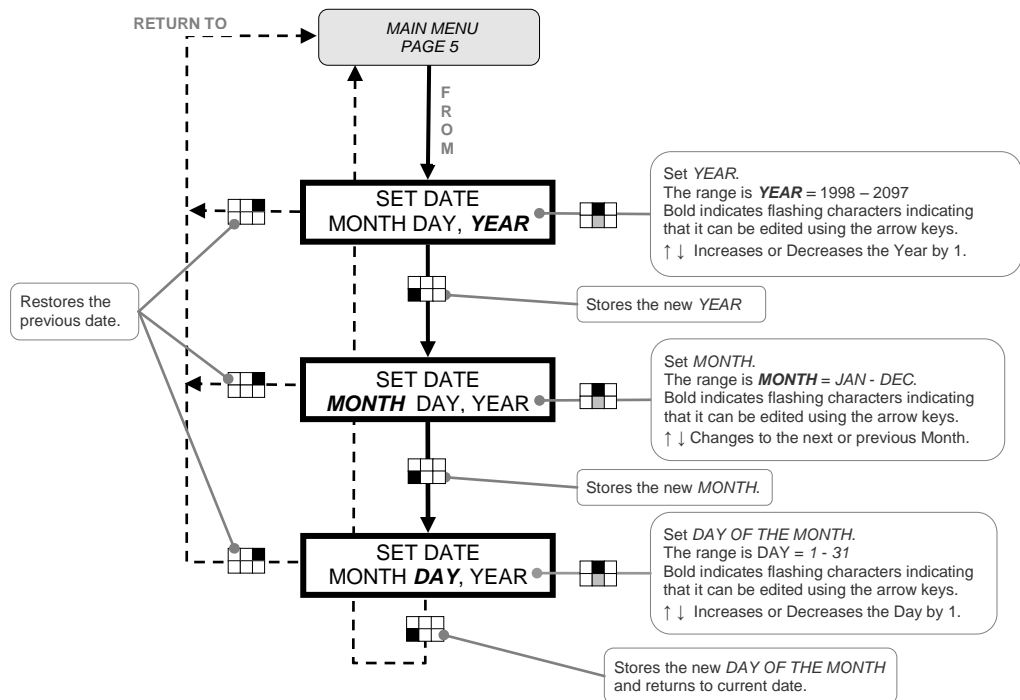 RETURN TO
MAIN MENU
PAGE 5
F
R
O
M
SET DATE
MONTH DAY, YEAR
Set YEAR.
The range is YEAR = 1998 – 2097
Bold indicates flashing characters indicating
that it can be edited using the arrow keys.
↑ ↓ Increases or Decreases the Year by 1.
Stores the new YEAR
Restores the
previous date.
SET DATE
MONTH DAY, YEAR
Set MONTH.
The range is MONTH = JAN - DEC.
Bold indicates flashing characters indicating
that it can be edited using the arrow keys.
↑ ↓ Changes to the next or previous Month.
Stores the new MONTH.
SET DATE
MONTH DAY, YEAR
Set DAY OF THE MONTH.
The range is DAY = 1 - 31
Bold indicates flashing characters indicating
that it can be edited using the arrow keys.
↑ ↓ Increases or Decreases the Day by 1.
Stores the new DAY OF THE MONTH
and returns to current date.